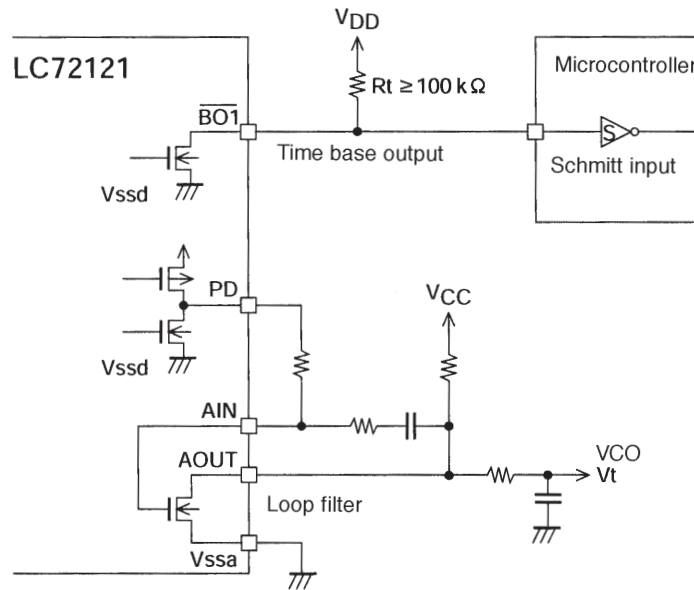 VDD
LC72121
Microcontroller
Rt ≥ 100 kΩ
BO1
Time base output
S
Schmitt input
Vssd
PD
VCC
Vssd
AIN
AOUT
VCO
Vt
Loop filter
Vssa